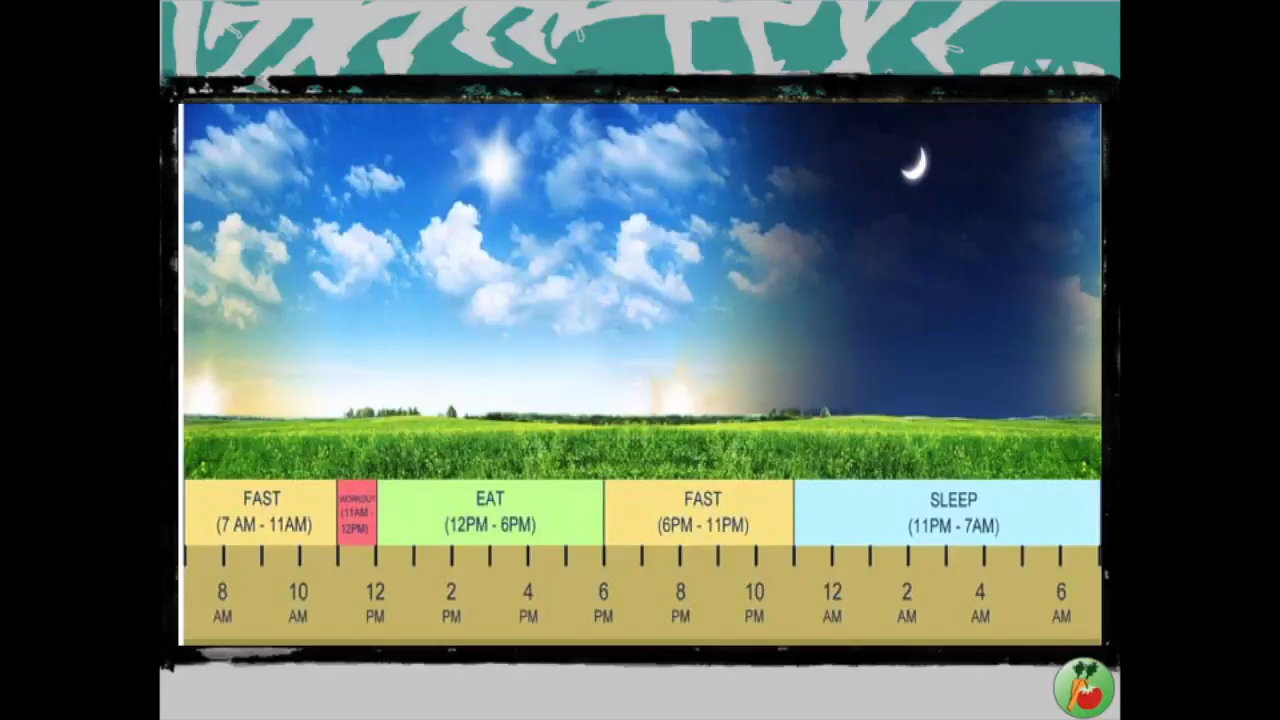 FAST
(7 AM - 11AM)
WORKOUT
(11AM -
12PM)
EAT
(12PM - 6PM)
FAST
(6PM - 11PM)
SLEEP
(11PM - 7AM)
8 10 12 2 4 6 8 10 12 2 4 6
AM AM PM PM PM PM PM PM AM AM AM AM